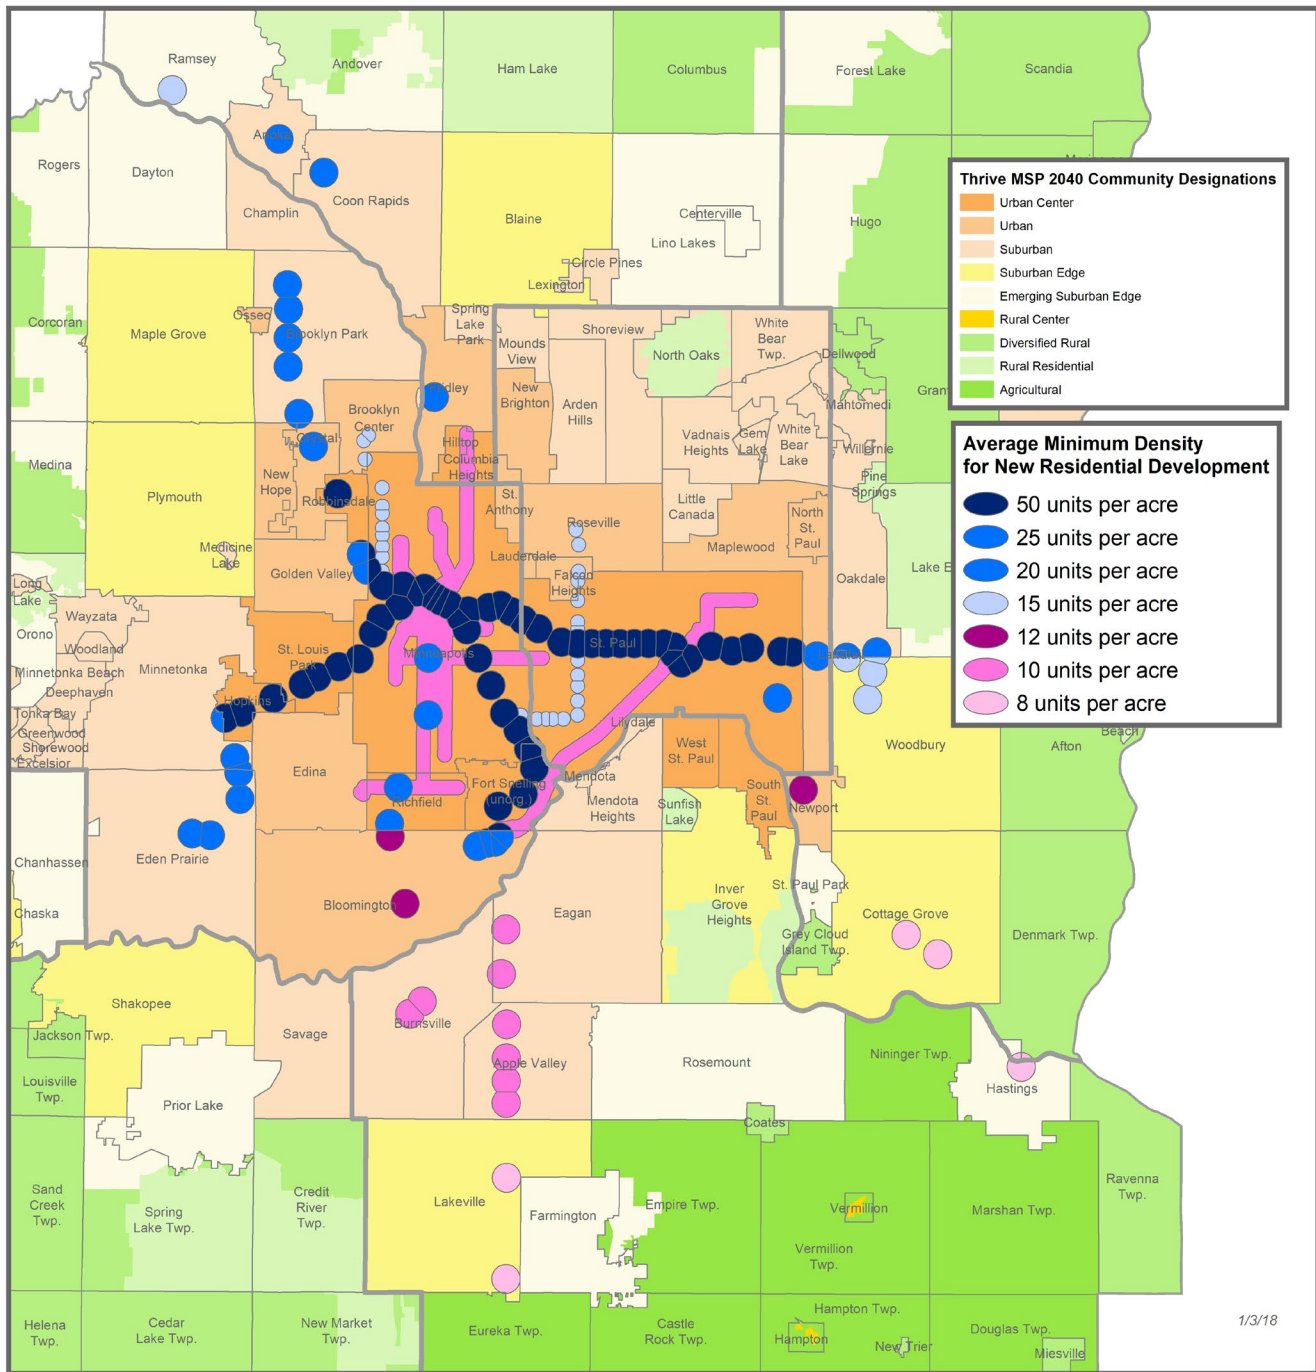 Ramsey
Andover
Ham Lake
Columbus
Forest Lake
Scandia
Rogers
Dayton
Champlin
Coon Rapids
Blaine
Centerville
Lino Lakes
Hugo
Circle Pines
Lexington
Thrive MSP 2040 Community Designations
Urban Center
Urban
Suburban
Suburban Edge
Emerging Suburban Edge
Rural Center
Diversified Rural
Rural Residential
Agricultural
Corcoran
Maple Grove
Osseo
Brooklyn Park
Spring
Lake
Park
Mounds
View
Shoreview
North Oaks
White
Bear
Twp.
Dellwood
New
Brighton
Arden
Hills
Mahtomedi
Brooklyn
Center
Hilltop
Columbia
Heights
Vadnais
Heights
Gem
Lake
White
Bear
Lake
Willernie
Pine
Springs
Average Minimum Density
for New Residential Development
50 units per acre
25 units per acre
20 units per acre
15 units per acre
12 units per acre
10 units per acre
8 units per acre
Medina
Plymouth
New
Hope
Robbinsdale
St.
Anthony
Roseville
Little
Canada
North
St.
Paul
Maplewood
Medicine
Lake
Golden Valley
Lauderdale
Falcon
Heights
Oakdale
Lake E
Long
Lake
Orono
Wayzata
Woodland
Minnetonka Beach
Deephaven
Tonka Bay
Greenwood
Shorewood
Excelsior
Minnetonka
St. Louis
Park
Hopkins
Minneapolis
St. Paul
Lilydale
Edina
Richfield
Fort Snelling
(unorg.)
Mendota
Mendota
Heights
West
St. Paul
Sunfish
Lake
South
St.
Paul
Newport
Woodbury
Afton
Beach
Chanhassen
Chaska
Eden Prairie
Bloomington
Eagan
Inver
Grove
Heights
St. Paul Park
Grey Cloud
Island Twp.
Cottage Grove
Denmark Twp.
Shakopee
Jackson Twp.
Louisville
Twp.
Prior Lake
Savage
Burnsville
Apple Valley
Rosemount
Nininger Twp.
Hastings
Coates
Sand
Creek
Twp.
Spring
Lake Twp.
Credit
River
Twp.
Lakeville
Farmington
Empire Twp.
Vermillion
Vermillion
Twp.
Marshan Twp.
Ravenna
Twp.
Helena
Twp.
Cedar
Lake Twp.
New Market
Twp.
Eureka Twp.
Castle
Rock Twp.
Hampton Twp.
Hampton
New Trier
Douglas Twp.
Miesville
1/3/18